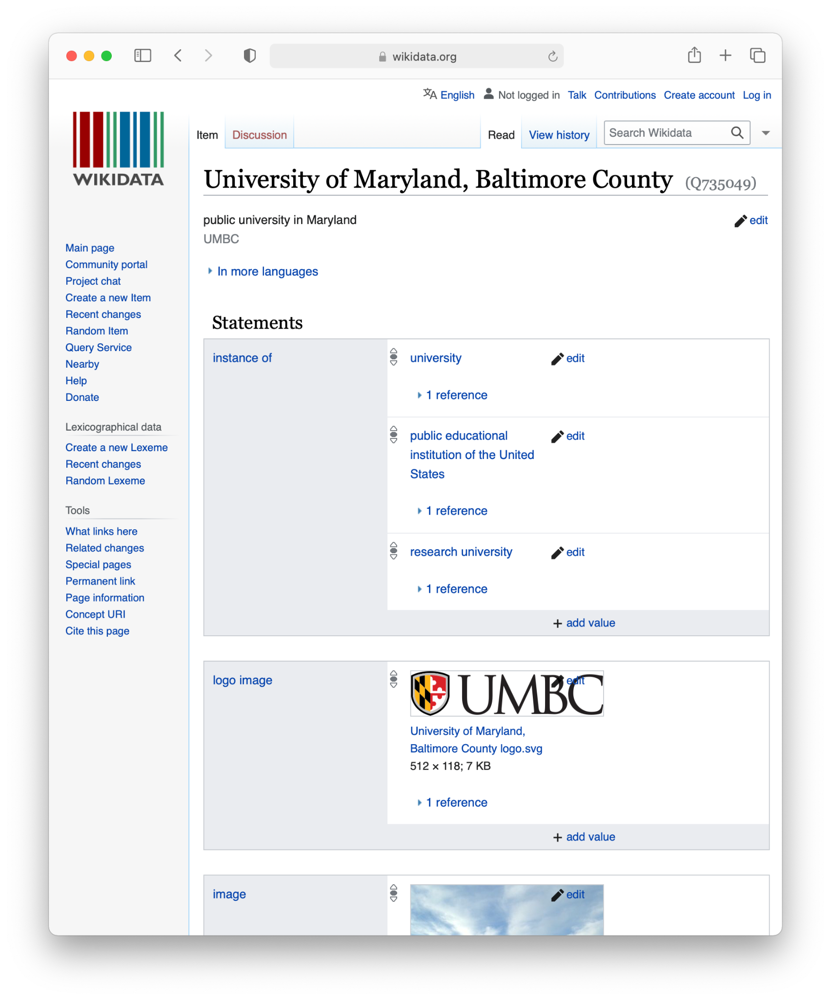 wikidata.org
English Not logged in Talk Contributions Create account Log in
WIKIDATA
Item Discussion Read View history Search Wikidata
University of Maryland, Baltimore County (Q735049)
public university in Maryland edit
UMBC
In more languages
Main page
Community portal
Project chat
Create a new Item
Recent changes
Random Item
Query Service
Nearby
Help
Donate
Lexicographical data
Create a new Lexeme
Recent changes
Random Lexeme
Tools
What links here
Related changes
Special pages
Permanent link
Page information
Concept URI
Cite this page
Statements
instance of
university edit
1 reference
public educational edit
institution of the United
States
1 reference
research university edit
1 reference
+ add value
logo image
UMBC edit
University of Maryland,
Baltimore County logo.svg
512 × 118; 7 KB
1 reference
+ add value
image
edit